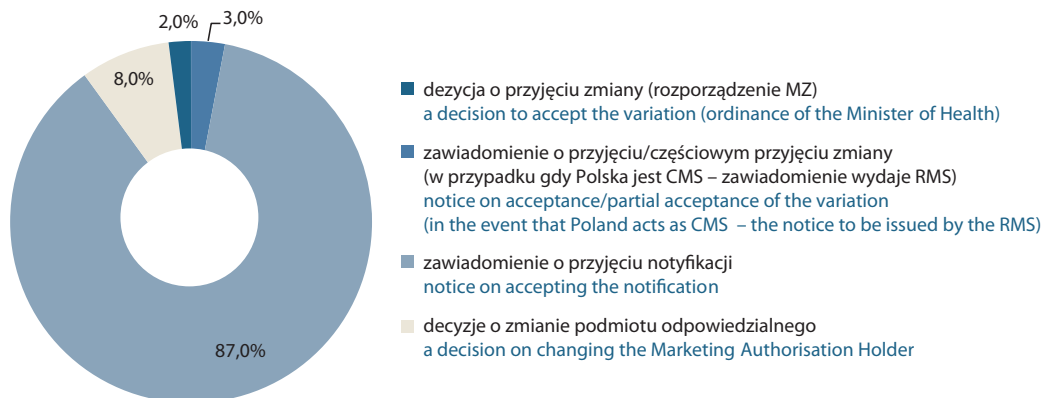 2,0%
3,0%
8,0%
87,0%
dezycja o przyjęciu zmiany (rozporządzenie MZ)
a decision to accept the variation (ordinance of the Minister of Health)
zawiadomienie o przyjęciu/częściowym przyjęciu zmiany
(w przypadku gdy Polska jest CMS – zawiadomienie wydaje RMS)
notice on acceptance/partial acceptance of the variation
(in the event that Poland acts as CMS – the notice to be issued by the RMS)
zawiadomienie o przyjęciu notyfikacji
notice on accepting the notification
decyzje o zmianie podmiotu odpowiedzialnego
a decision on changing the Marketing Authorisation Holder